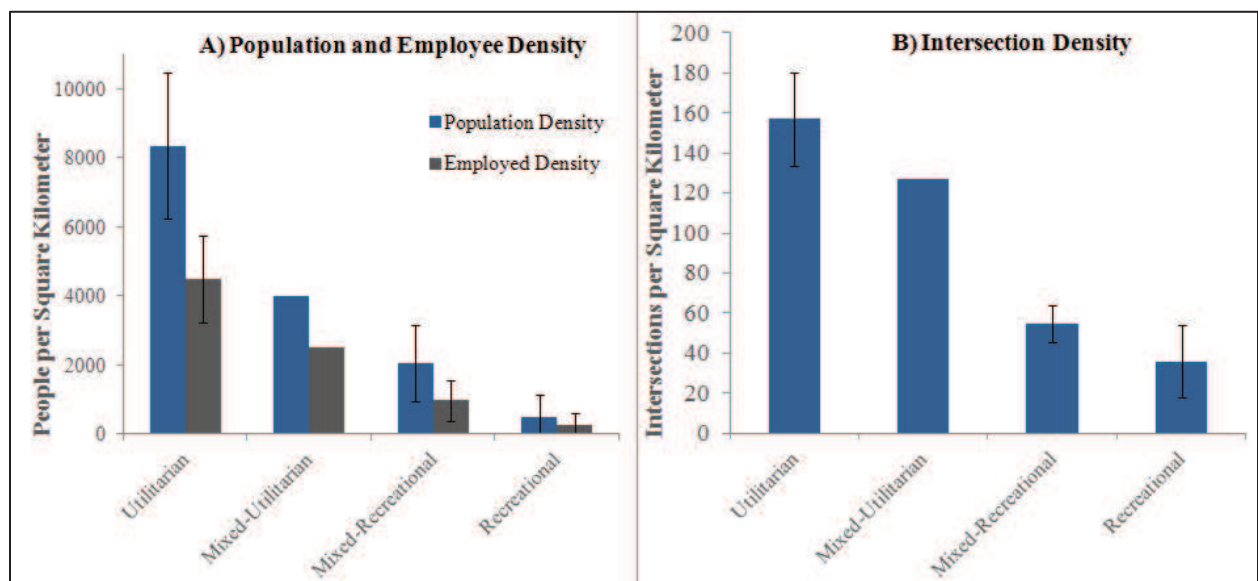 A) Population and Employee Density
People per Square Kilometer
10000
8000
6000
4000
2000
0
Population Density
Employed Density
Utilitarian
Mixed-Utilitarian
Mixed-Recreational
Recreational
B) Intersection Density
Intersections per Square Kilometer
200
180
160
140
120
100
80
60
40
20
0
Utilitarian
Mixed-Utilitarian
Mixed-Recreational
Recreational